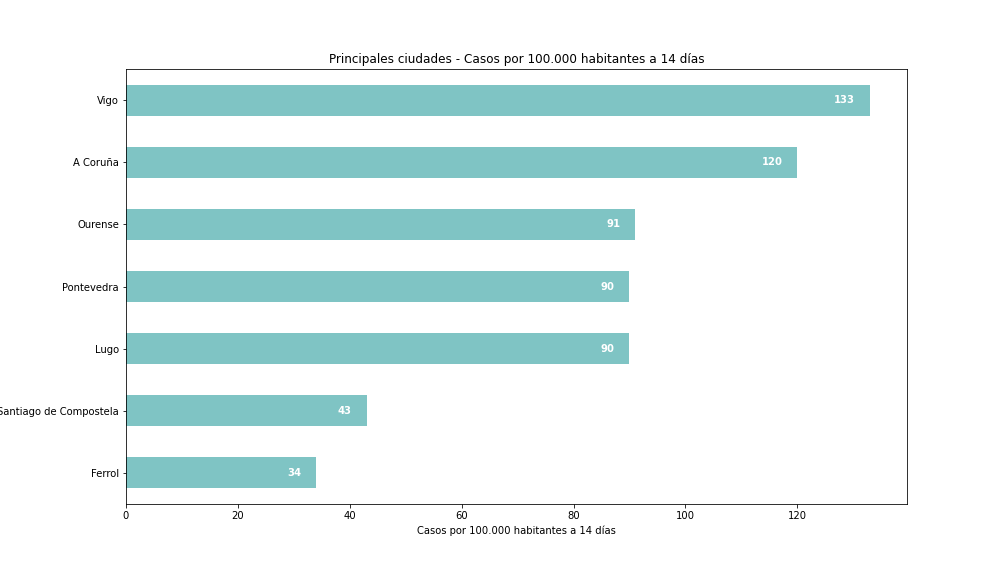 Principales ciudades - Casos por 100.000 habitantes a 14 días
Vigo 133
A Coruña 120
Ourense 91
Pontevedra 90
Lugo 90
Santiago de Compostela 43
Ferrol 34
0 20 40 60 80 100 120
Casos por 100.000 habitantes a 14 días